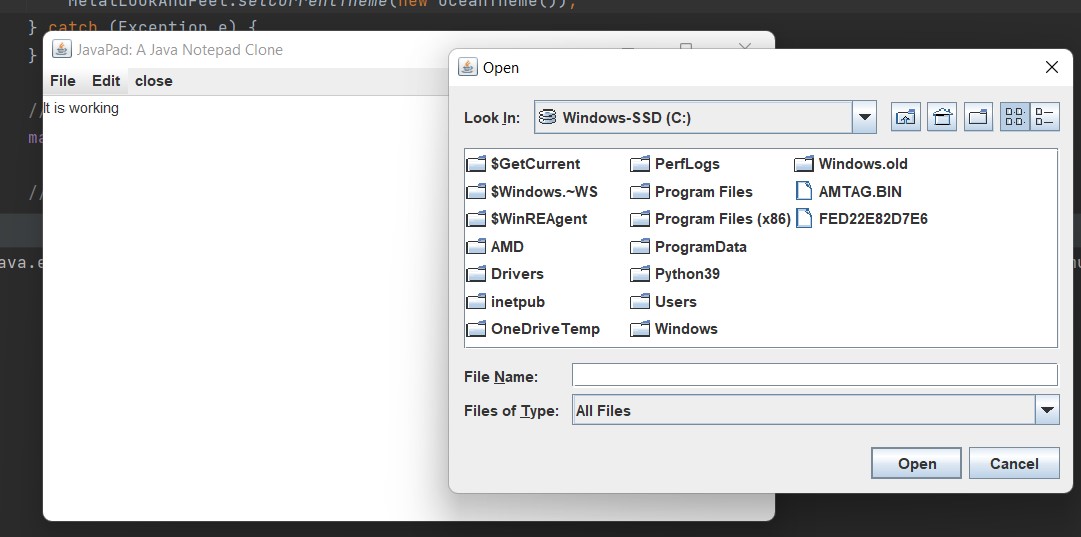 MetalLookAndFeel.setCurrentTheme(new OceanTheme());
} catch (Exception e) {
}
//
ma
//
ava.e
JavaPad: A Java Notepad Clone
File Edit close
It is working
Open
Look In: Windows-SSD (C:)
$GetCurrent PerfLogs Windows.old
$Windows.~WS Program Files AMTAG.BIN
$WinREAgent Program Files (x86) FED22E82D7E6
AMD ProgramData
Drivers Python39
inetpub Users
OneDriveTemp Windows
File Name:
Files of Type: All Files
Open Cancel